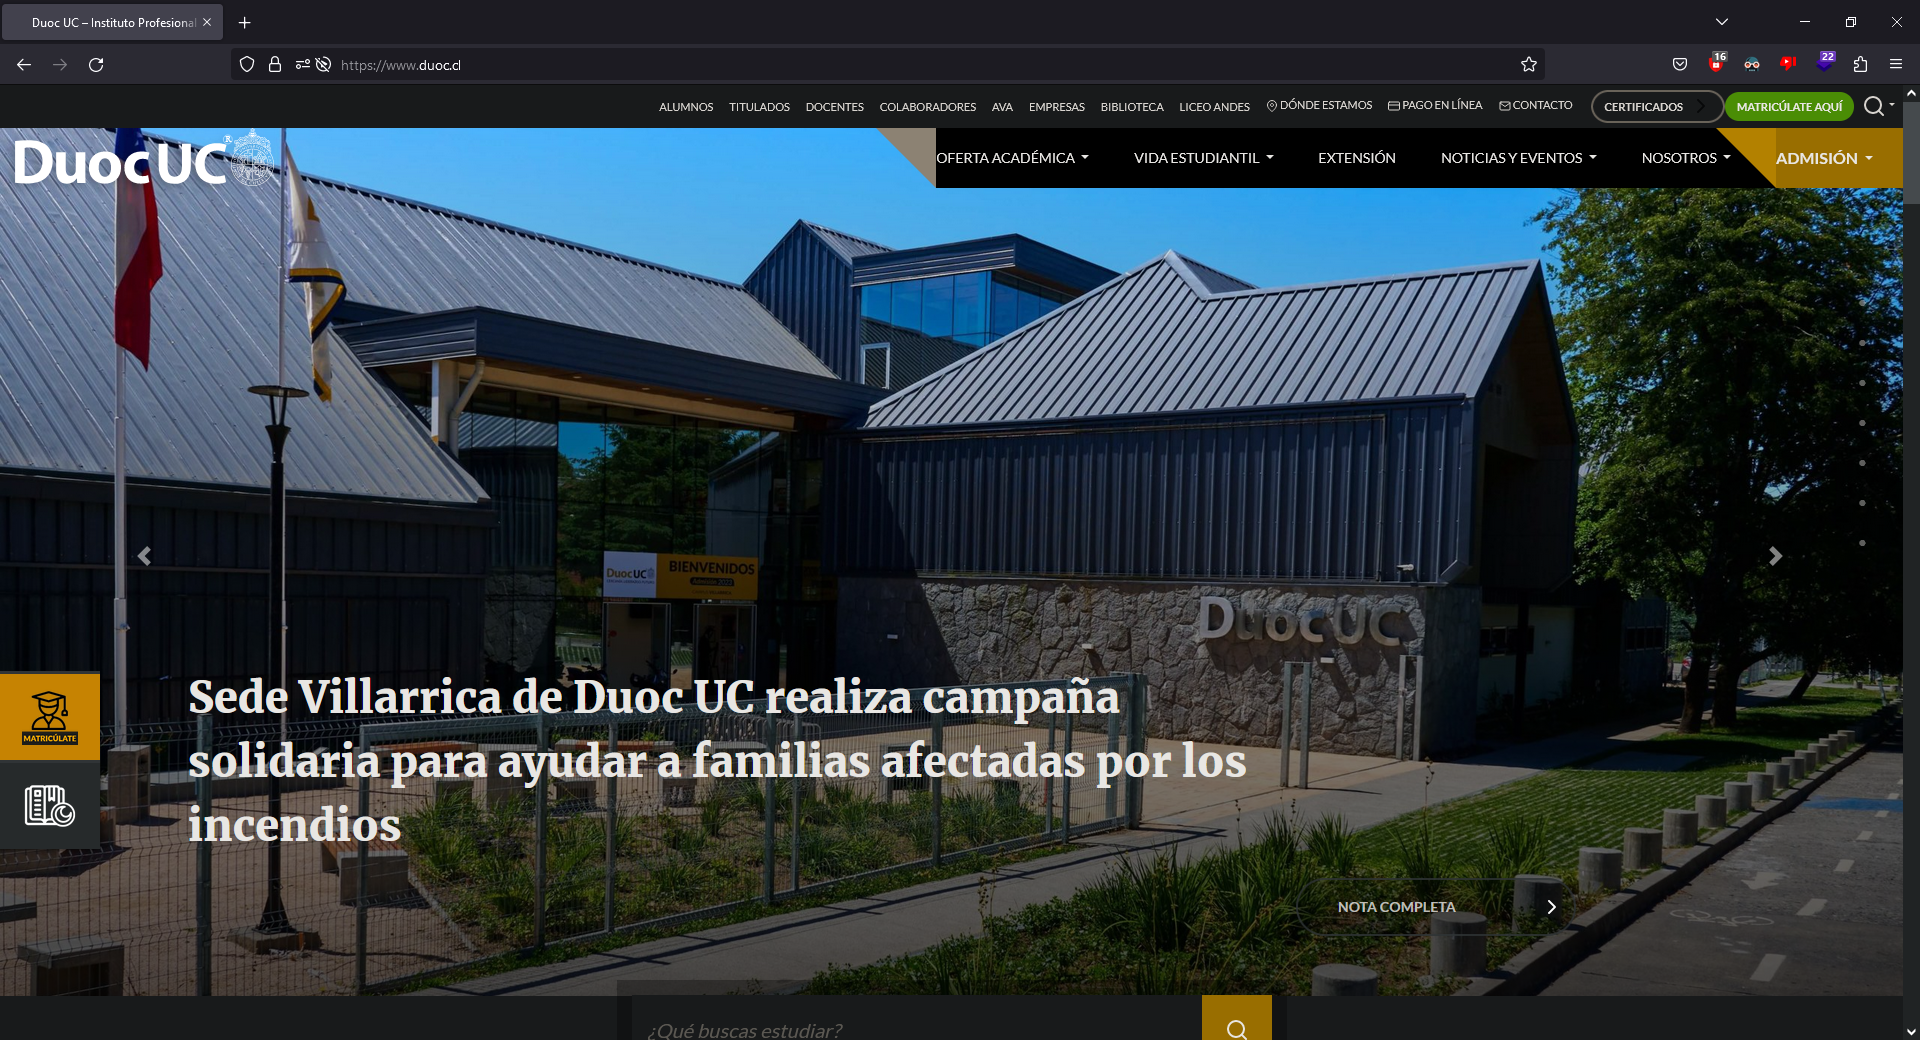 Duoc UC – Instituto Profesional
https://www.duoc.cl
16
22
ALUMNOS TITULADOS DOCENTES COLABORADORES AVA EMPRESAS BIBLIOTECA LICEO ANDES DÓNDE ESTAMOS PAGO EN LÍNEA CONTACTO CERTIFICADOS MATRICÚLATE AQUÍ
Duoc UC ®
OFERTA ACADÉMICA VIDA ESTUDIANTIL EXTENSIÓN NOTICIAS Y EVENTOS NOSOTROS ADMISIÓN
DuocUC BIENVENIDOS
DuocUC
Sede Villarrica de Duoc UC realiza campaña
solidaria para ayudar a familias afectadas por los
incendios
MATRICÚLATE
NOTA COMPLETA
¿Qué buscas estudiar?